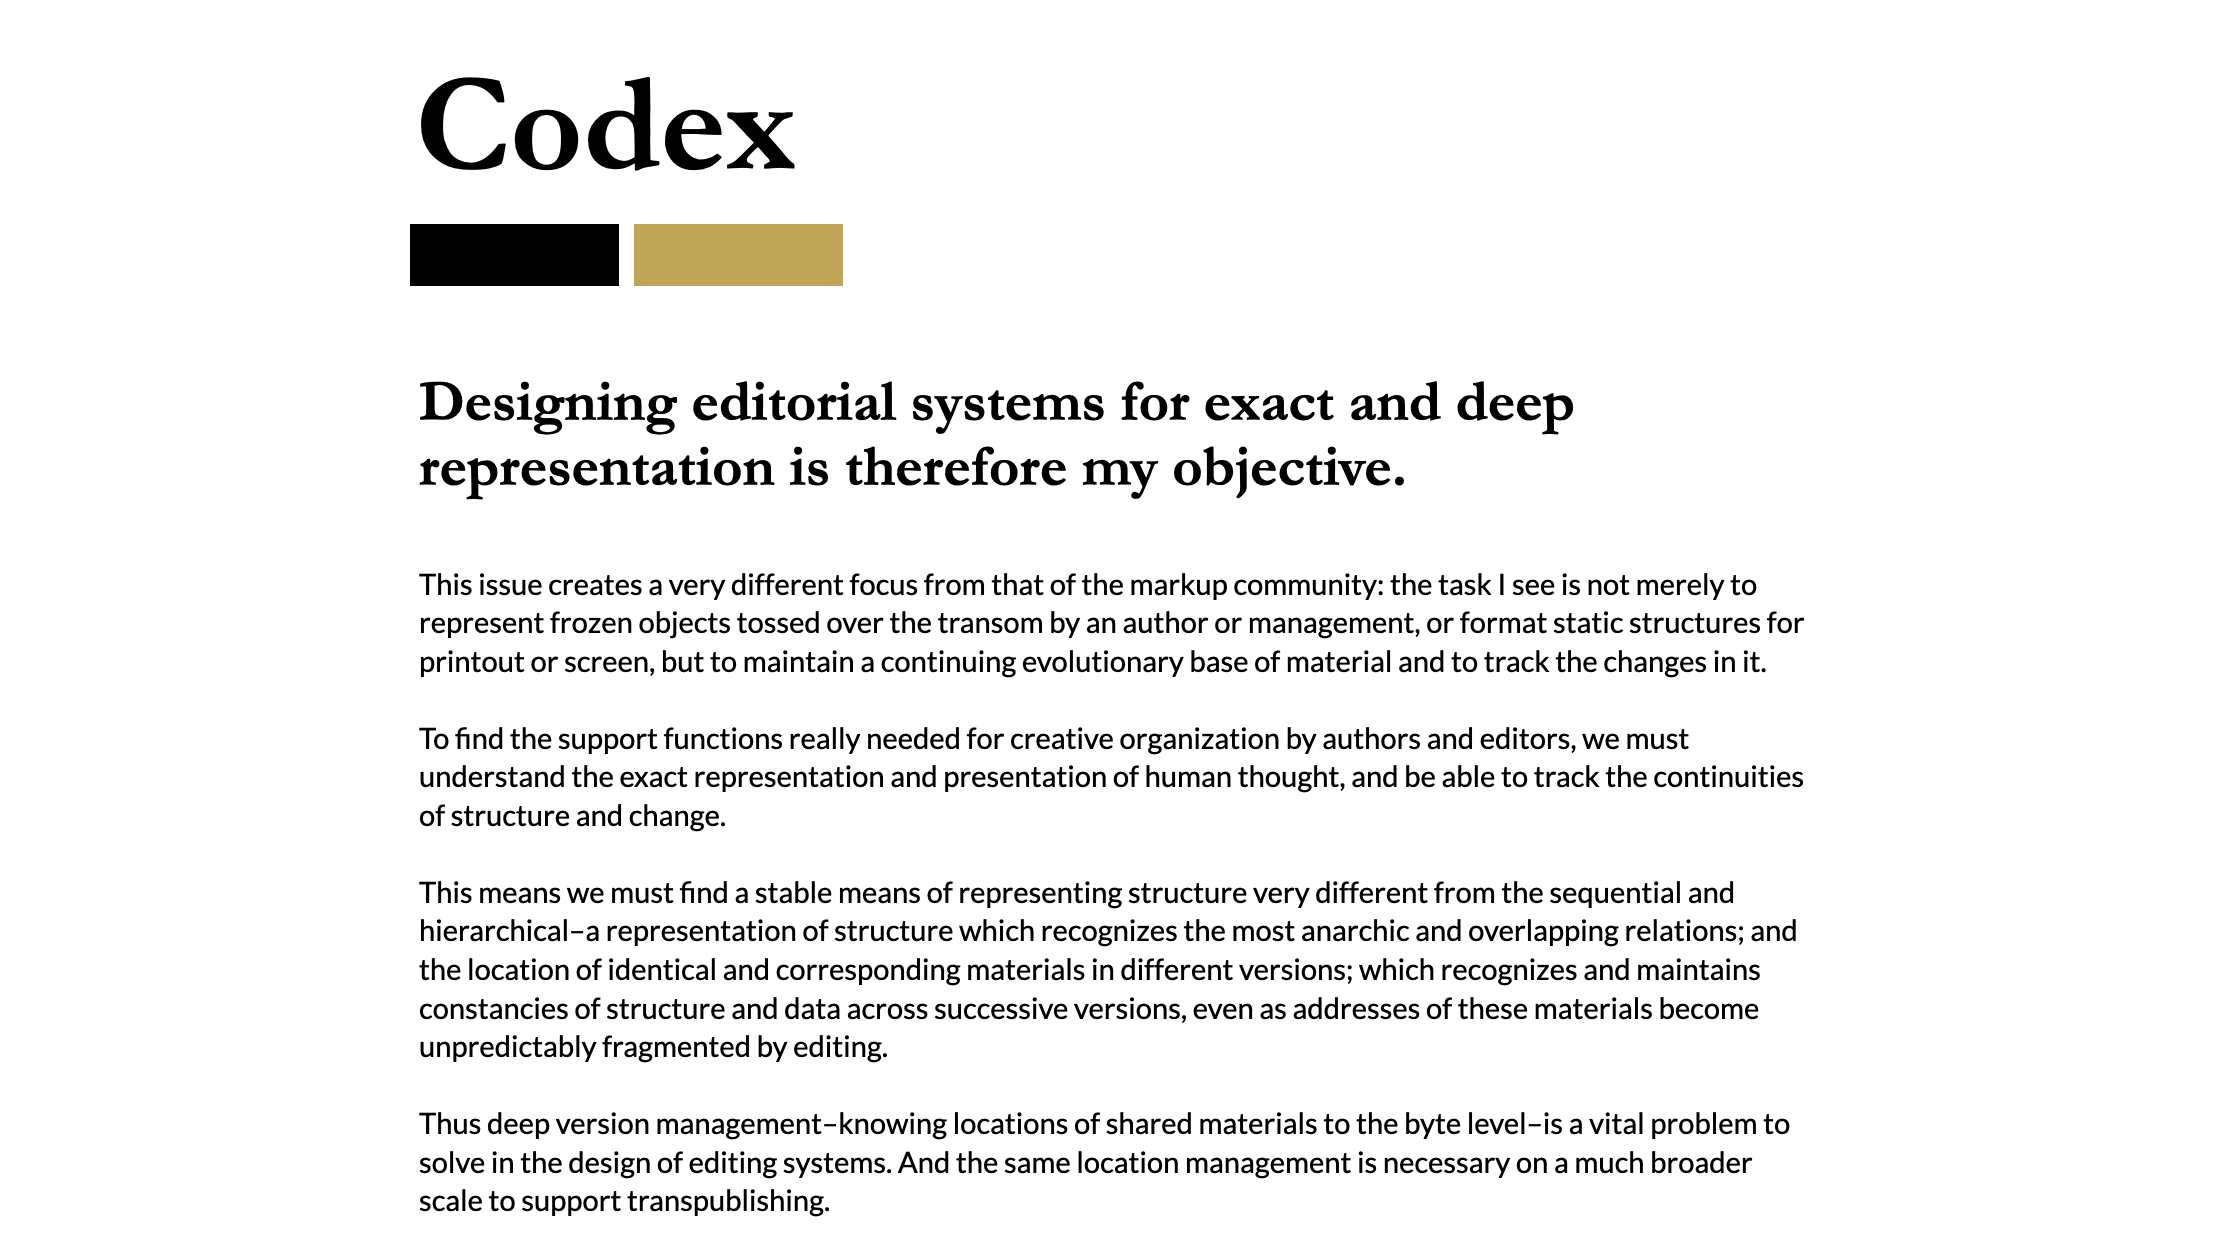 Codex
Designing editorial systems for exact and deep
representation is therefore my objective.
This issue creates a very different focus from that of the markup community: the task I see is not merely to
represent frozen objects tossed over the transom by an author or management, or format static structures for
printout or screen, but to maintain a continuing evolutionary base of material and to track the changes in it.
To find the support functions really needed for creative organization by authors and editors, we must
understand the exact representation and presentation of human thought, and be able to track the continuities
of structure and change.
This means we must find a stable means of representing structure very different from the sequential and
hierarchical–a representation of structure which recognizes the most anarchic and overlapping relations; and
the location of identical and corresponding materials in different versions; which recognizes and maintains
constancies of structure and data across successive versions, even as addresses of these materials become
unpredictably fragmented by editing.
Thus deep version management–knowing locations of shared materials to the byte level–is a vital problem to
solve in the design of editing systems. And the same location management is necessary on a much broader
scale to support transpublishing.